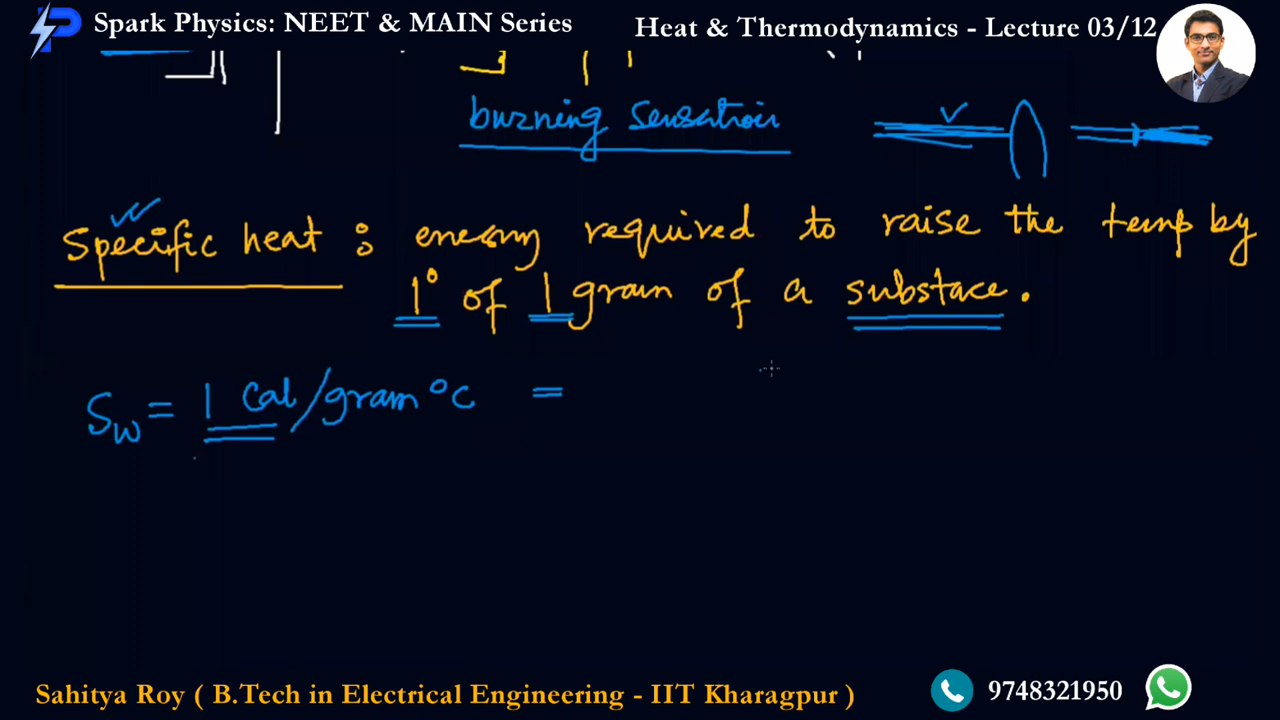 Spark Physics: NEET & MAIN Series
Heat & Thermodynamics - Lecture 03/12
burning sensation
Specific heat : energy required to raise the temp by
1° of 1 gram of a substace.
Sw = 1 Cal/gram °C =
Sahitya Roy ( B.Tech in Electrical Engineering - IIT Kharagpur )
9748321950